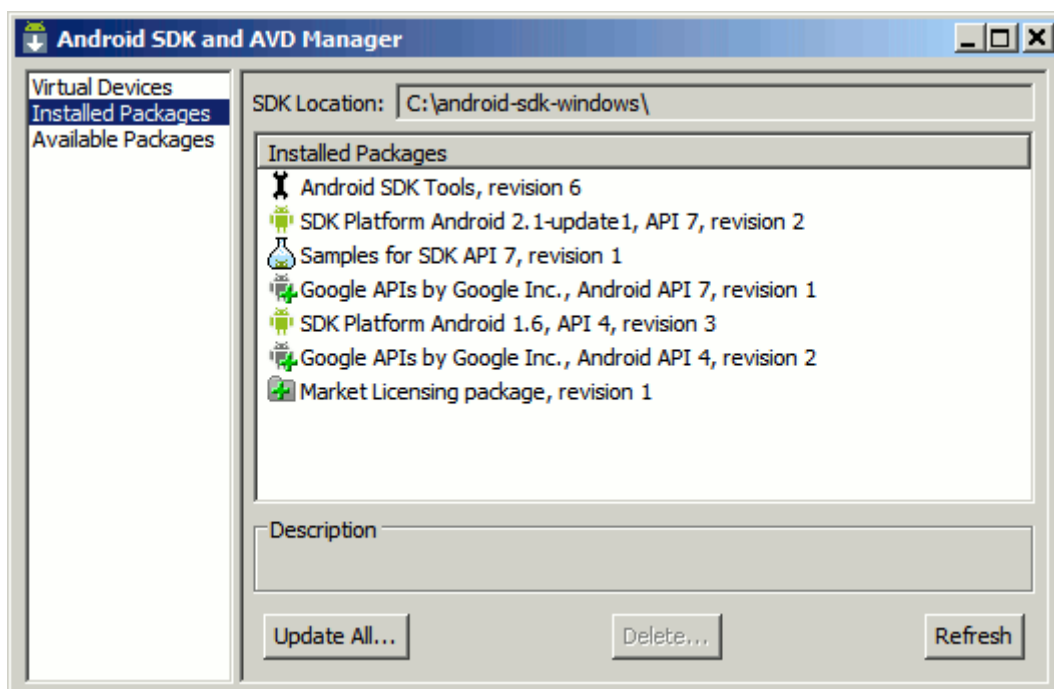 Android SDK and AVD Manager
Virtual Devices
Installed Packages
Available Packages
SDK Location: C:\android-sdk-windows\
Installed Packages
Android SDK Tools, revision 6
SDK Platform Android 2.1-update1, API 7, revision 2
Samples for SDK API 7, revision 1
Google APIs by Google Inc., Android API 7, revision 1
SDK Platform Android 1.6, API 4, revision 3
Google APIs by Google Inc., Android API 4, revision 2
Market Licensing package, revision 1
Description
Update All... Delete... Refresh